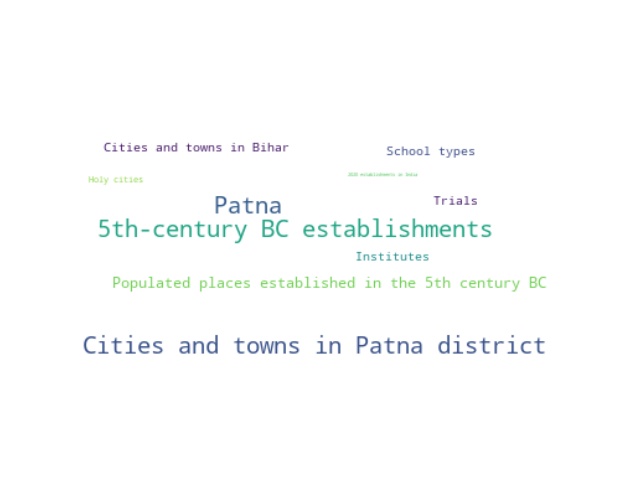 Cities and towns in Bihar
School types
Holy cities
Trials
Patna
5th-century BC establishments
Institutes
Populated places established in the 5th century BC
Cities and towns in Patna district